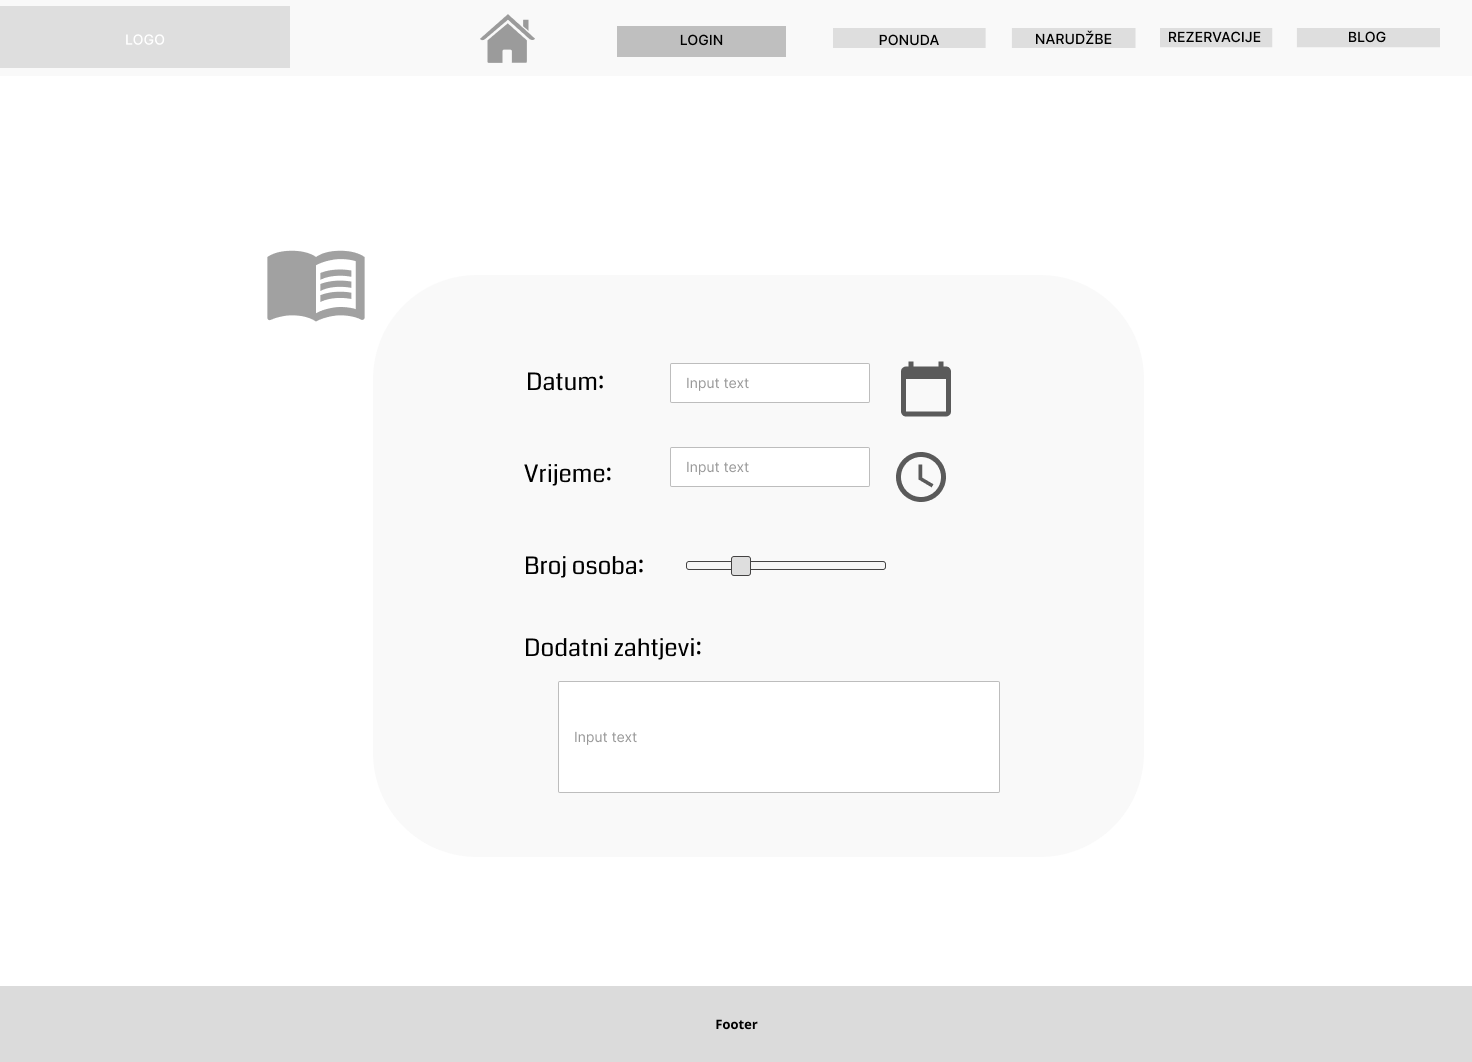 LOGO
LOGIN
PONUDA
NARUDŽBE
REZERVACIJE
BLOG
Datum:
Input text
Vrijeme:
Input text
Broj osoba:
Dodatni zahtjevi:
Input text
Footer